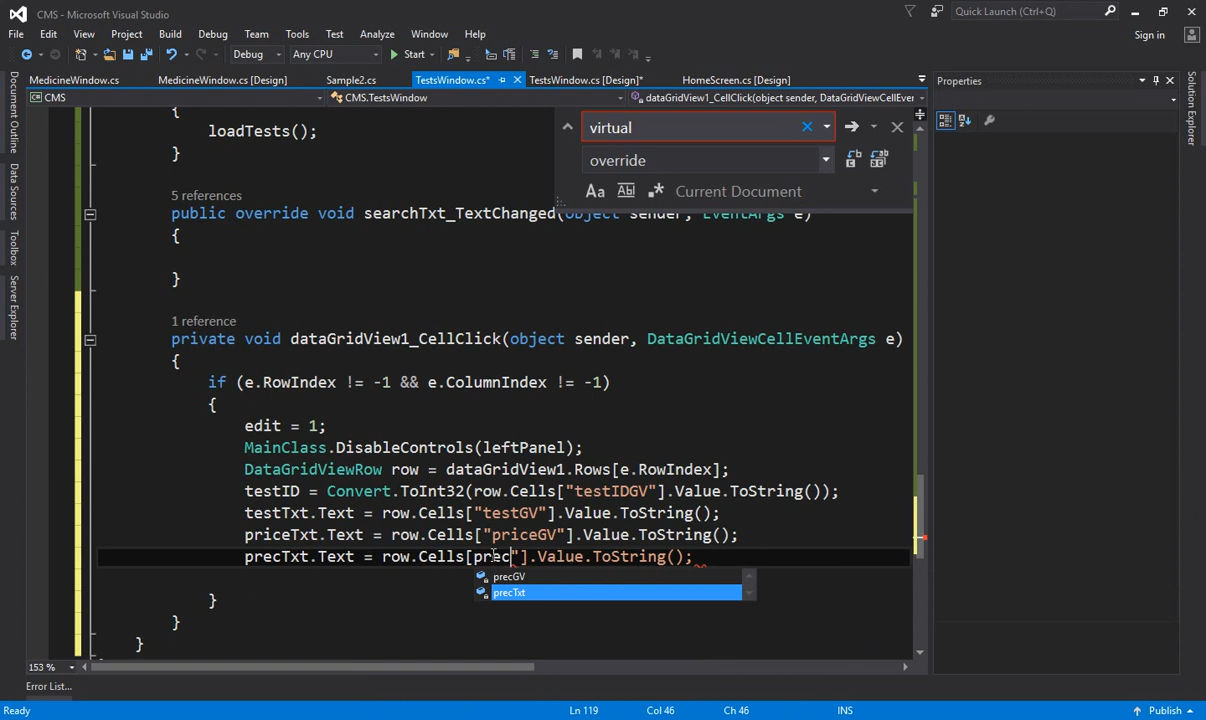 CMS - Microsoft Visual Studio
Quick Launch (Ctrl+Q)
File Edit View Project Build Debug Team Tools Test Analyze Window Help
Sign in
Debug Any CPU Start
MedicineWindow.cs MedicineWindow.cs [Design] Sample2.cs TestsWindow.cs* TestsWindow.cs [Design]* HomeScreen.cs [Design]
Properties
CMS CMS.TestsWindow dataGridView1_CellClick(object sender, DataGridViewCellEver
Document Outline
Data Sources
Toolbox
Server Explorer
Solution Explorer
virtual
override
Aa Ab Current Document
{
loadTests();
}
5 references
public override void searchTxt_TextChanged(object sender, EventArgs e)
{
}
1 reference
private void dataGridView1_CellClick(object sender, DataGridViewCellEventArgs e)
{
if (e.RowIndex != -1 && e.ColumnIndex != -1)
{
edit = 1;
MainClass.DisableControls(leftPanel);
DataGridViewRow row = dataGridView1.Rows[e.RowIndex];
testID = Convert.ToInt32(row.Cells["testIDGV"].Value.ToString());
testTxt.Text = row.Cells["testGV"].Value.ToString();
priceTxt.Text = row.Cells["priceGV"].Value.ToString();
precTxt.Text = row.Cells[prec"].Value.ToString();
precGV
precTxt
}
}
}
153 %
Error List...
Ready Ln 119 Col 46 Ch 46 INS Publish